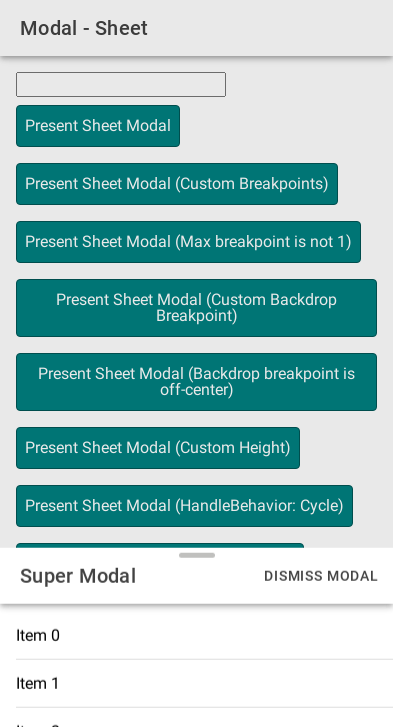 Modal - Sheet
Present Sheet Modal
Present Sheet Modal (Custom Breakpoints)
Present Sheet Modal (Max breakpoint is not 1)
Present Sheet Modal (Custom Backdrop
Breakpoint)
Present Sheet Modal (Backdrop breakpoint is
off-center)
Present Sheet Modal (Custom Height)
Present Sheet Modal (HandleBehavior: Cycle)
Super Modal
DISMISS MODAL
Item 0
Item 1